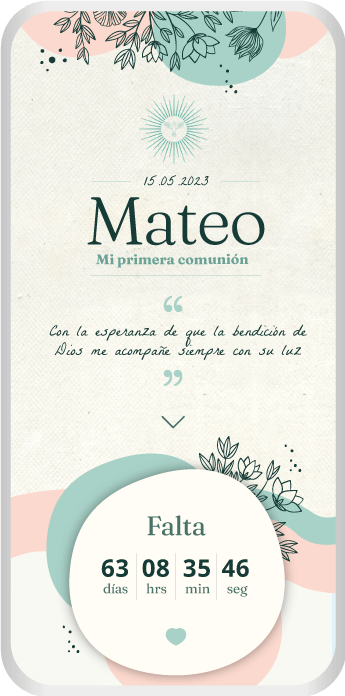 15.05.2023
Mateo
Mi primera comunión
“
Con la esperanza de que la bendición de
Dios me acompañe siempre con su luz
”
Falta
63 08 35 46
días hrs min seg